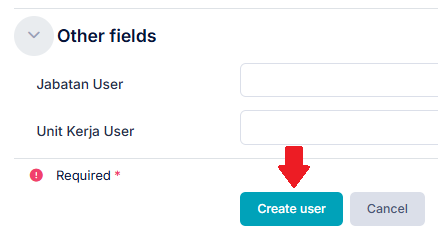 Other fields
Jabatan User
Unit Kerja User
! Required *
Create user Cancel